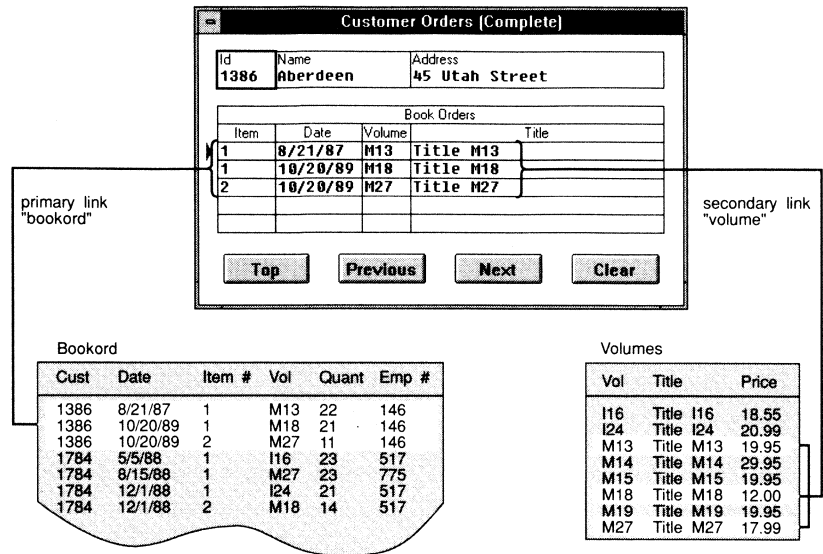 Customer Orders (Complete)
Id Name Address
1386 Aberdeen 45 Utah Street
Book Orders
Item Date Volume Title
1 8/21/87 M13 Title M13
1 10/20/89 M18 Title M18
2 10/20/89 M27 Title M27
primary link
"bookord"
secondary link
"volume"
Top Previous Next Clear
Bookord
Cust Date Item # Vol Quant Emp #
1386 8/21/87 1 M13 22 146
1386 10/20/89 1 M18 21 146
1386 10/20/89 2 M27 11 146
1784 5/5/88 1 I16 23 517
1784 8/15/88 1 M27 23 775
1784 12/1/88 1 I24 21 517
1784 12/1/88 2 M18 14 517
Volumes
Vol Title Price
I16 Title I16 18.55
I24 Title I24 20.99
M13 Title M13 19.95
M14 Title M14 29.95
M15 Title M15 19.95
M18 Title M18 12.00
M19 Title M19 19.95
M27 Title M27 17.99